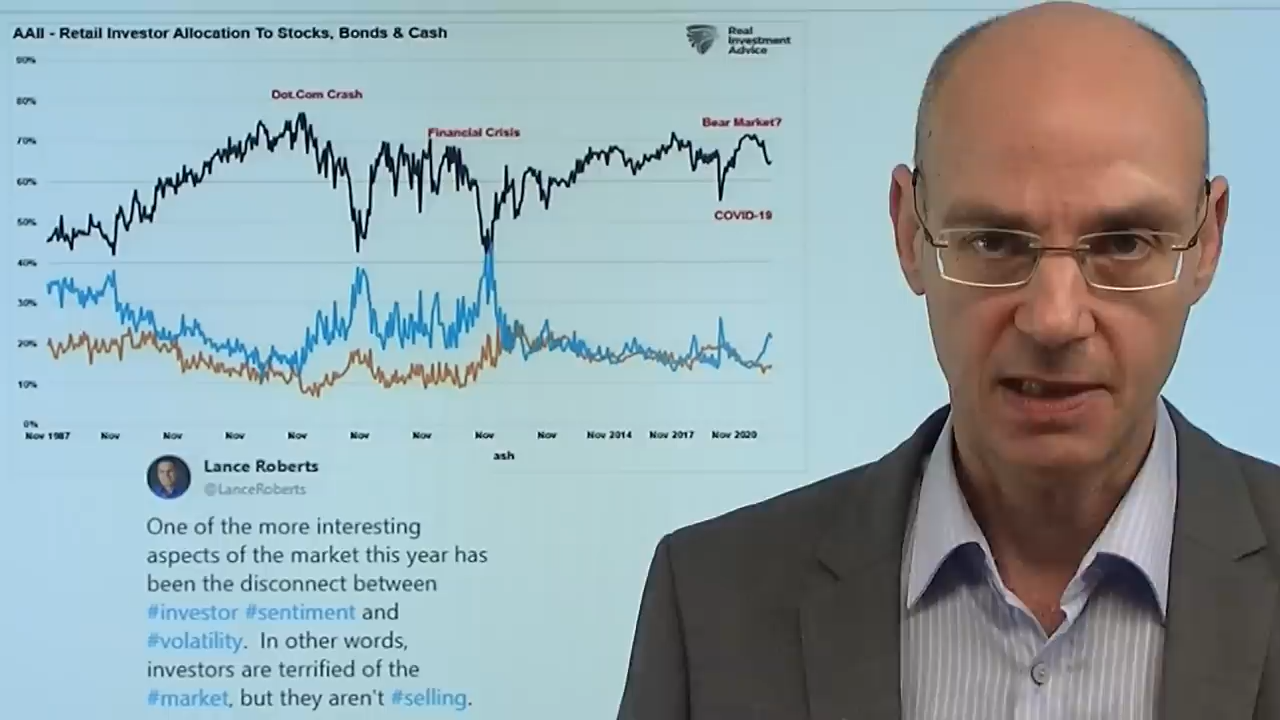 AAII - Retail Investor Allocation To Stocks, Bonds & Cash
Real
Investment
Advice
90%
80%
70%
60%
50%
40%
30%
20%
10%
0%
Dot.Com Crash
Financial Crisis
Bear Market?
COVID-19
Nov 1987 Nov Nov Nov Nov Nov Nov Nov Nov Nov 2014 Nov 2017 Nov 2020
ash
Lance Roberts
@LanceRoberts
One of the more interesting
aspects of the market this year has
been the disconnect between
#investor #sentiment and
#volatility. In other words,
investors are terrified of the
#market, but they aren't #selling.